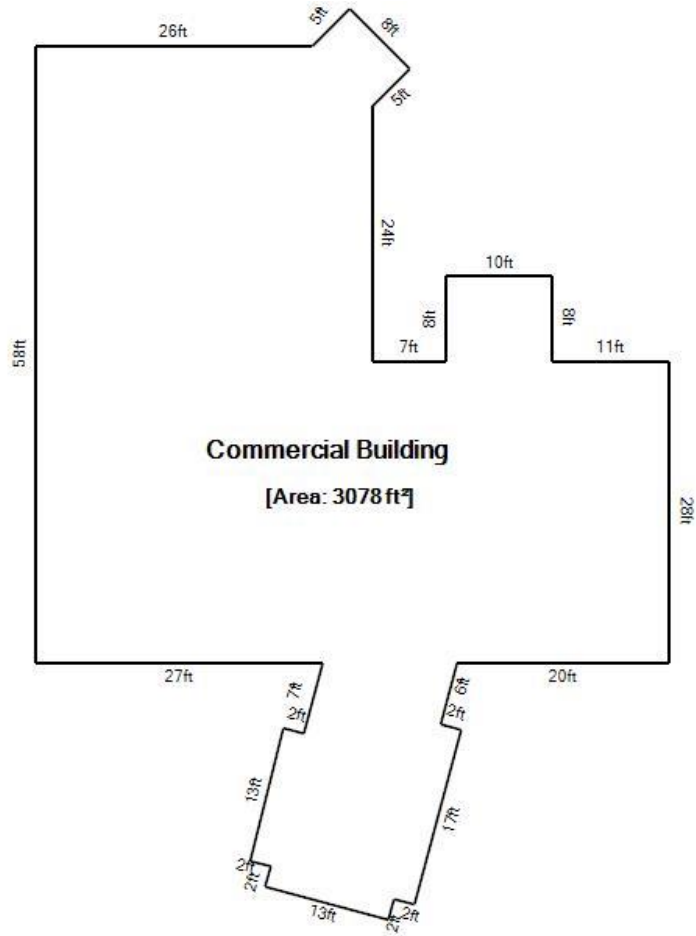 5ft
8ft
26ft
5ft
24ft
10ft
8ft
8ft
7ft
11ft
58ft
Commercial Building
[Area: 3078 ft²]
28ft
27ft
20ft
7ft
6ft
2ft
2ft
13ft
17ft
2ft
2ft
13ft
2ft